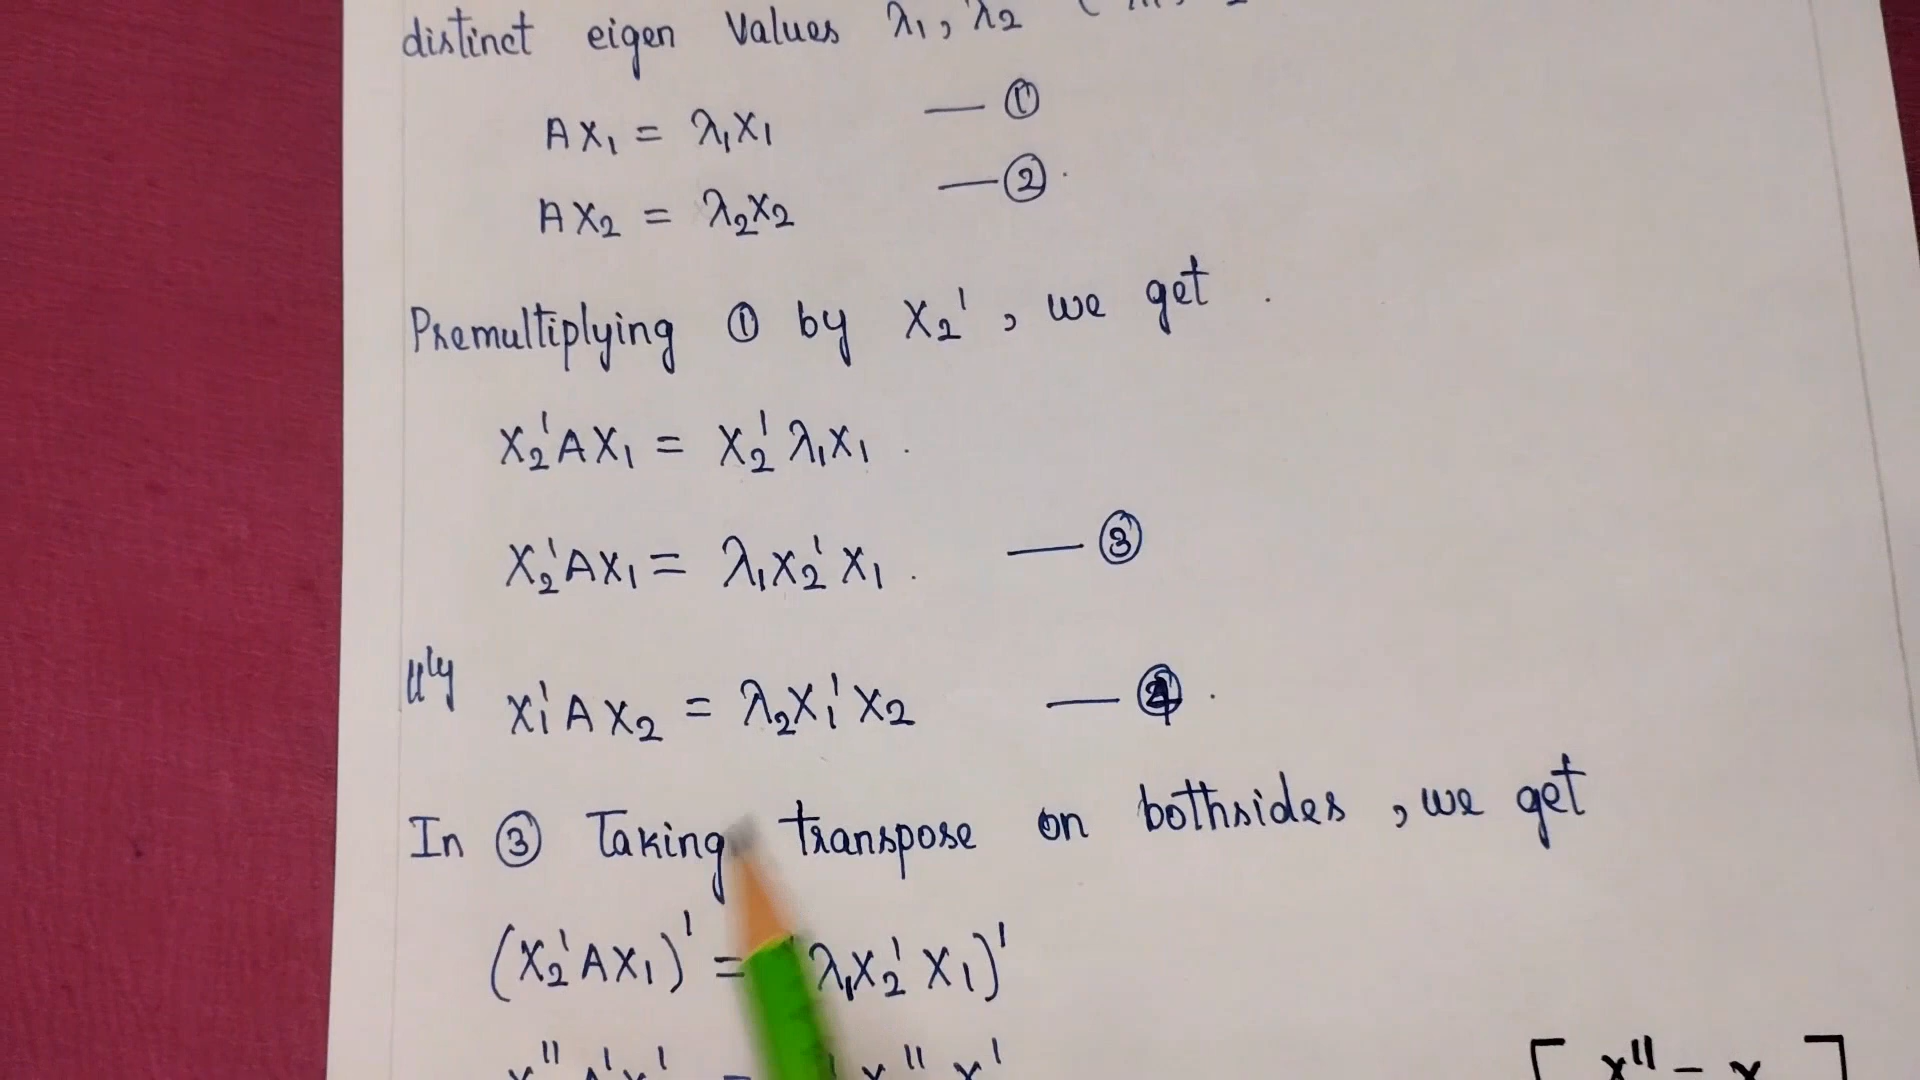 distinct eigen Values λ₁, λ₂
AX₁ = λ₁X₁ — ①
AX₂ = λ₂X₂ — ②
Premultiplying ① by X₂', we get
X₂'AX₁ = X₂'λ₁X₁.
X₂'AX₁ = λ₁X₂'X₁. — ③
lllly X₁'AX₂ = λ₂X₁'X₂ — ④
In ③ Taking transpose on bothsides, we get
(X₂'AX₁)' = λ₁X₂'X₁)'